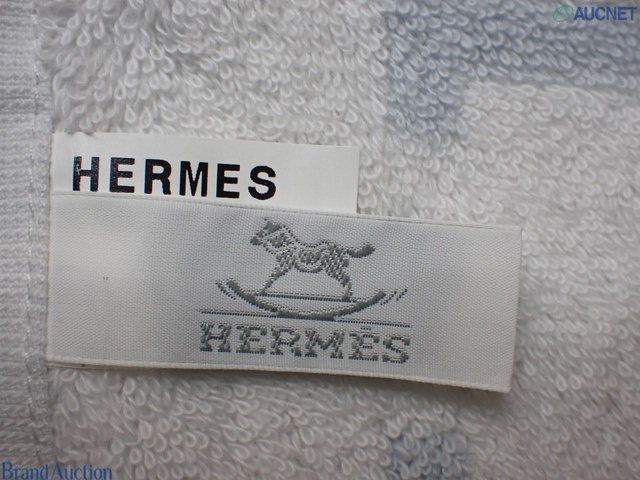 AUCNET
HERMES
HERMÈS
Brand Auction